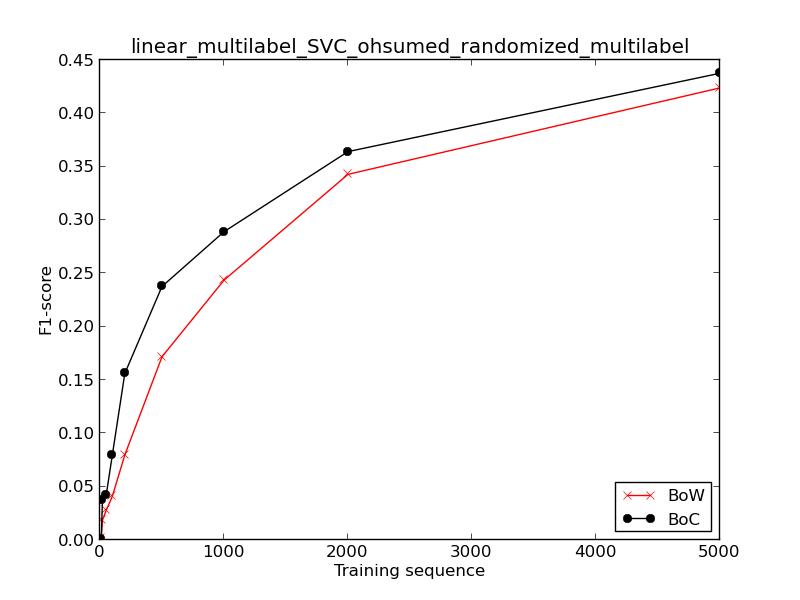 linear_multilabel_SVC_ohsumed_randomized_multilabel
0.45
0.40
0.35
0.30
0.25
0.20
0.15
0.10
0.05
0.00
F1-score
0 1000 2000 3000 4000 5000
Training sequence
BoW
BoC